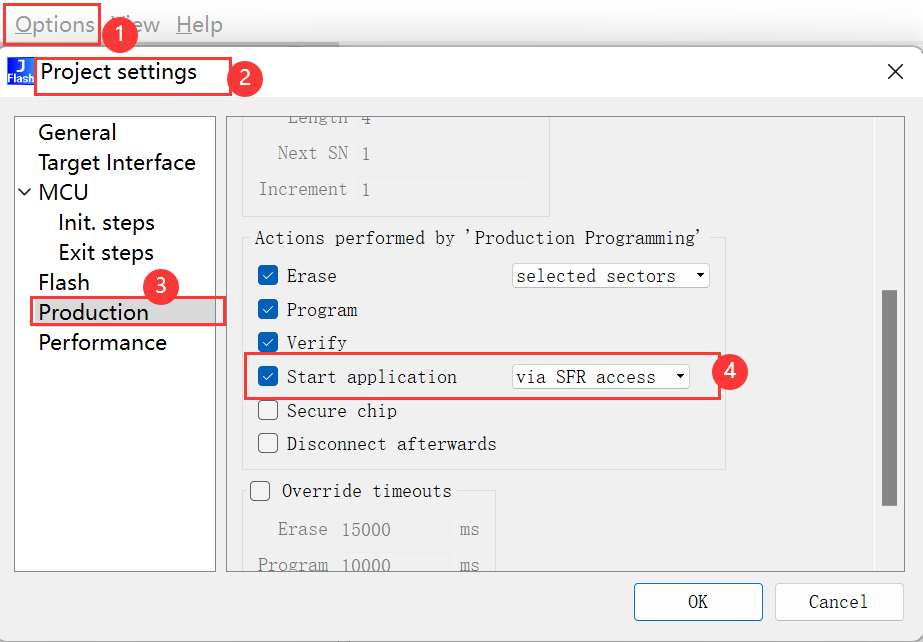 Options 1 View Help
J Flash Project settings 2
General
Target Interface
MCU
Init. steps
Exit steps
Flash
3
Production
Performance
Length 4
Next SN 1
Increment 1
Actions performed by 'Production Programming'
Erase selected sectors
Program
Verify
Start application via SFR access 4
Secure chip
Disconnect afterwards
Override timeouts
Erase 15000 ms
Program 10000 ms
OK Cancel